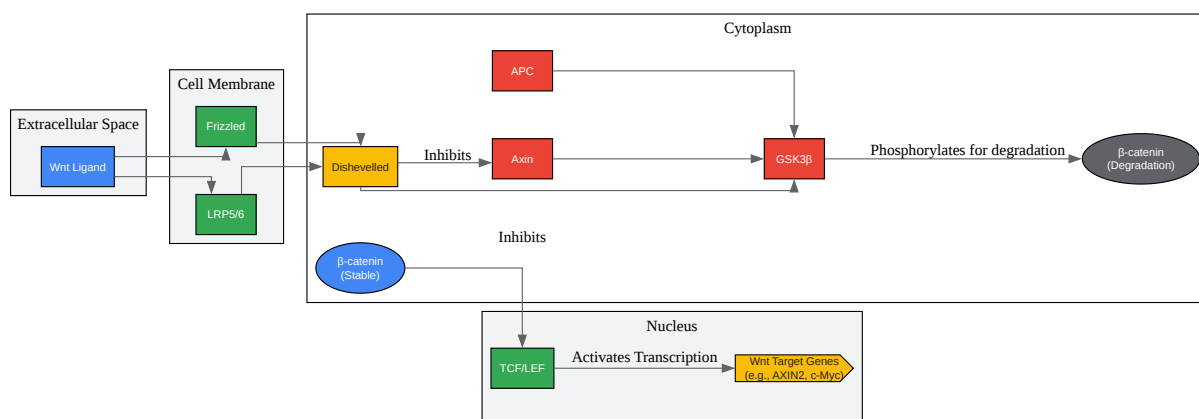 Cytoplasm
Cell Membrane
Extracellular Space
APC
Frizzled
Wnt Ligand
Dishevelled
Inhibits
Axin
GSK3β
Phosphorylates for degradation
β-catenin
(Degradation)
LRP5/6
Inhibits
β-catenin
(Stable)
Nucleus
TCF/LEF
Activates Transcription
Wnt Target Genes
(e.g., AXIN2, c-Myc)